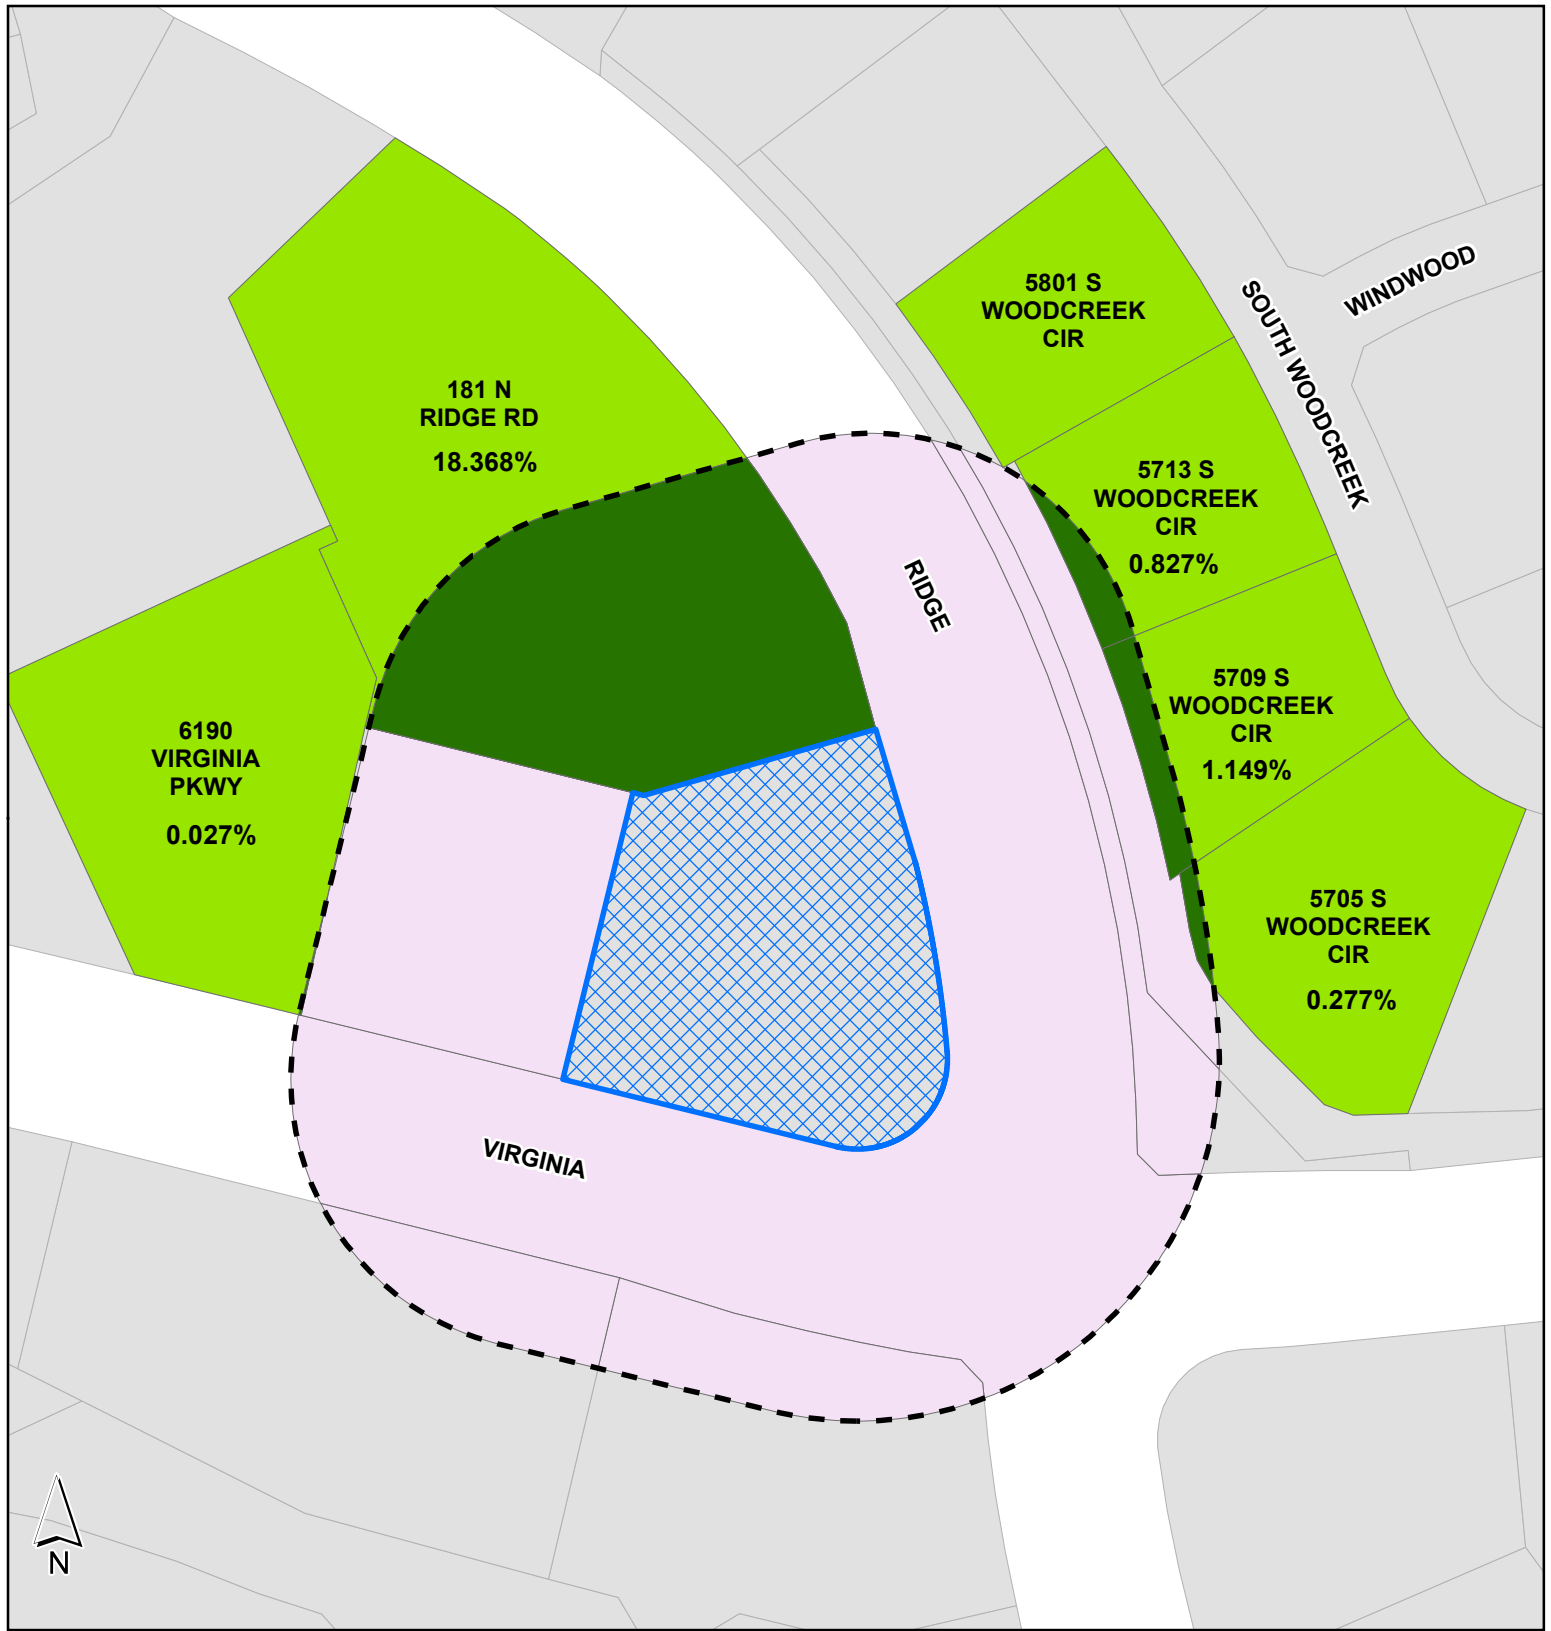 5801 S
WOODCREEK
CIR
WINDWOOD
SOUTH WOODCREEK
181 N
RIDGE RD
18.368%
5713 S
WOODCREEK
CIR
0.827%
RIDGE
5709 S
WOODCREEK
CIR
1.149%
6190
VIRGINIA
PKWY
0.027%
5705 S
WOODCREEK
CIR
0.277%
VIRGINIA
N